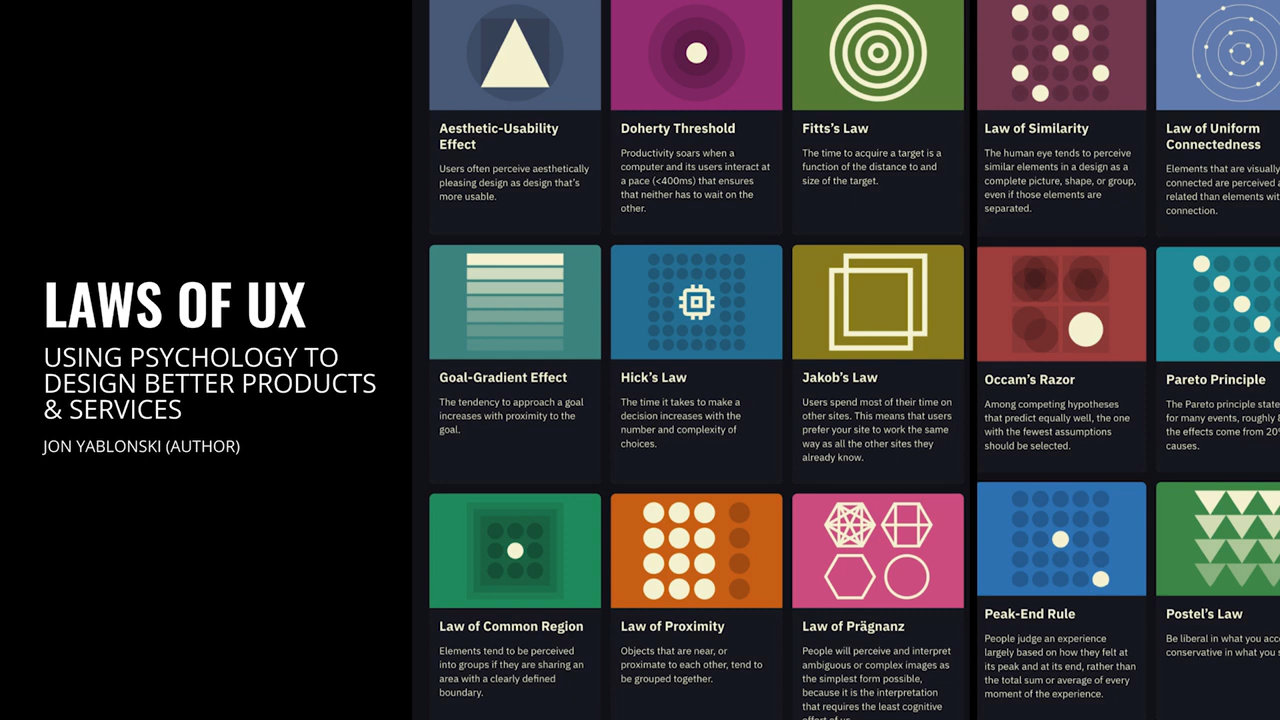 LAWS OF UX
USING PSYCHOLOGY TO
DESIGN BETTER PRODUCTS
& SERVICES
JON YABLONSKI (AUTHOR)
Aesthetic-Usability
Effect
Users often perceive aesthetically
pleasing design as design that’s
more usable.
Doherty Threshold
Productivity soars when a
computer and its users interact at
a pace (<400ms) that ensures
that neither has to wait on the
other.
Fitts’s Law
The time to acquire a target is a
function of the distance to and
size of the target.
Law of Similarity
The human eye tends to perceive
similar elements in a design as a
complete picture, shape, or group,
even if those elements are
separated.
Law of Uniform
Connectedness
Elements that are visually
connected are perceived
related than elements
connection.
Goal-Gradient Effect
The tendency to approach a goal
increases with proximity to the
goal.
Hick’s Law
The time it takes to make a
decision increases with the
number and complexity of
choices.
Jakob’s Law
Users spend most of their time on
other sites. This means that users
prefer your site to work the same
way as all the other sites they
already know.
Occam’s Razor
Among competing hypotheses
that predict equally well, the one
with the fewest assumptions
should be selected.
Pareto Principle
The Pareto principle
for many events, roughly
the effects come from
causes.
Law of Common Region
Elements tend to be perceived
into groups if they are sharing an
area with a clearly defined
boundary.
Law of Proximity
Objects that are near, or
proximate to each other, tend to
be grouped together.
Law of Prägnanz
People will perceive and interpret
ambiguous or complex images as
the simplest form possible,
because it is the interpretation
that requires the least cognitive
Peak-End Rule
People judge an experience
largely based on how they felt at
its peak and at its end, rather than
the total sum or average of every
moment of the experience.
Postel’s Law
Be liberal in what you
conservative in what you